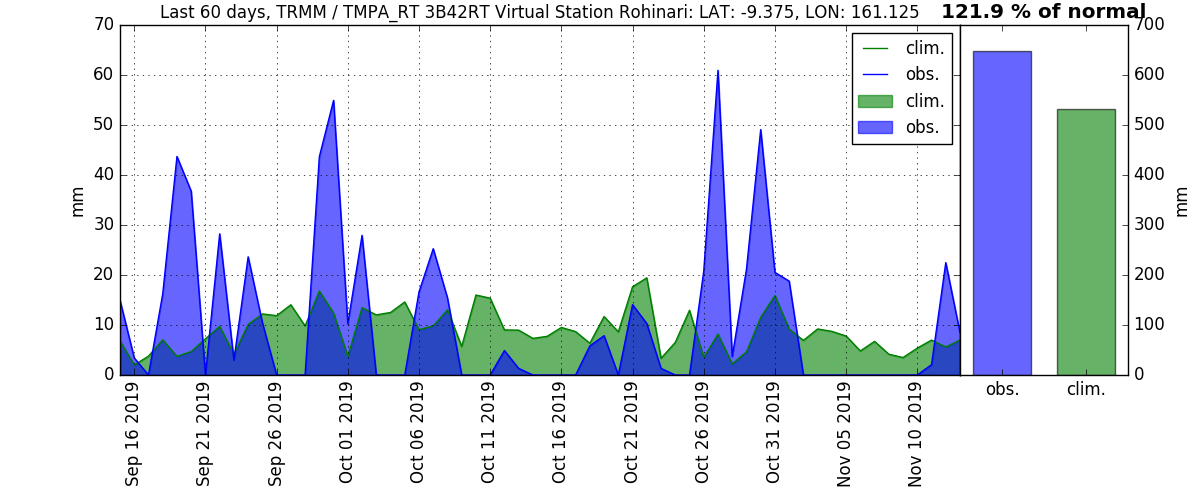 Last 60 days, TRMM / TMPA_RT 3B42RT Virtual Station Rohinari: LAT: -9.375, LON: 161.125
121.9 % of normal
70
60
50
40
30
20
10
0
mm
clim.
obs.
clim.
obs.
Sep 16 2019
Sep 21 2019
Sep 26 2019
Oct 01 2019
Oct 06 2019
Oct 11 2019
Oct 16 2019
Oct 21 2019
Oct 26 2019
Oct 31 2019
Nov 05 2019
Nov 10 2019
700
600
500
400
300
200
100
0
mm
obs.
clim.